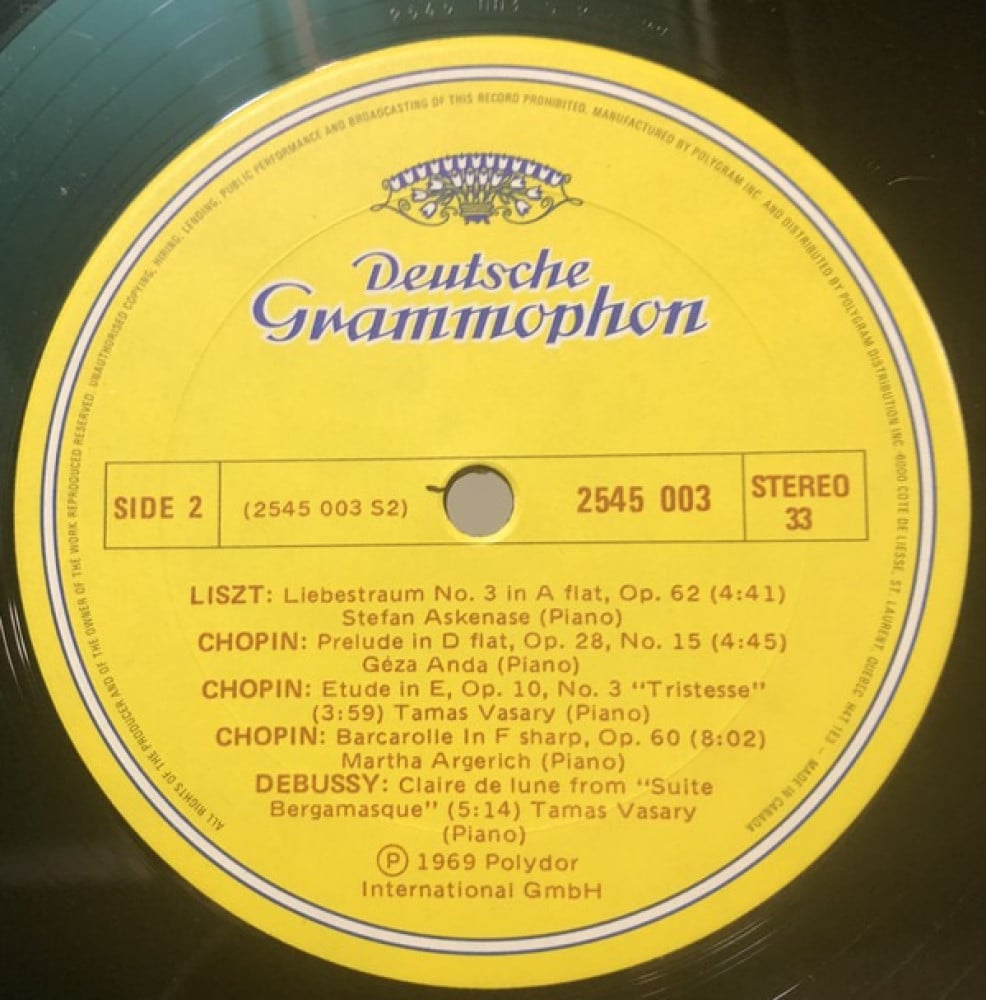 2545 003 S
ALL RIGHTS OF THE PRODUCER AND OF THE OWNER OF THE WORK REPRODUCED RESERVED. UNAUTHORISED COPYING, HIRING, LENDING, PUBLIC PERFORMANCE AND BROADCASTING OF THIS RECORD PROHIBITED. MANUFACTURED BY POLYGRAM INC. AND DISTRIBUTED BY POLYGRAM DISTRIBUTION INC. 6000 COTE DE LIESSE, ST. LAURENT, QUEBEC H4T 1E3 - MADE IN CANADA
Deutsche
Grammophon
SIDE 2 (2545 003 S2) 2545 003 STEREO
33
LISZT: Liebestraum No. 3 in A flat, Op. 62 (4:41)
Stefan Askenase (Piano)
CHOPIN: Prelude in D flat, Op. 28, No. 15 (4:45)
Géza Anda (Piano)
CHOPIN: Etude in E, Op. 10, No. 3 "Tristesse"
(3:59) Tamas Vasary (Piano)
CHOPIN: Barcarolle In F sharp, Op. 60 (8:02)
Martha Argerich (Piano)
DEBUSSY: Claire de lune from "Suite
Bergamasque" (5:14) Tamas Vasary
(Piano)
Ⓟ 1969 Polydor
International GmbH